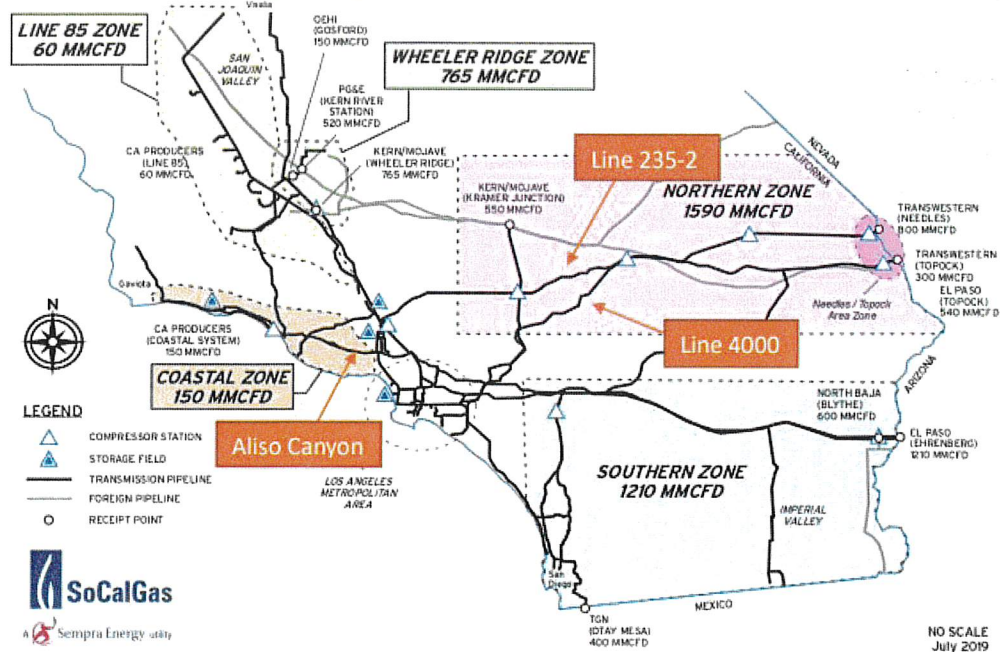 Visalia
OEHI
(GOSFORD)
150 MMCFD
LINE 85 ZONE
60 MMCFD
SAN
JOAQUIN
VALLEY
WHEELER RIDGE ZONE
765 MMCFD
PG&E
(KERN RIVER
STATION)
520 MMCFD
CA PRODUCERS
(LINE 85)
60 MMCFD
KERN/MOJAVE
(WHEELER RIDGE)
765 MMCFD
Line 235-2
NEVADA
CALIFORNIA
KERN/MOJAVE
(KRAMER JUNCTION)
550 MMCFD
NORTHERN ZONE
1590 MMCFD
TRANSWESTERN
(NEEDLES)
800 MMCFD
TRANSWESTERN
(TOPOCK)
300 MMCFD
EL PASO
(TOPOCK)
540 MMCFD
Needles / Topock
Area Zone
Gaviota
N
CA PRODUCERS
(COASTAL SYSTEM)
150 MMCFD
Line 4000
COASTAL ZONE
150 MMCFD
ARIZONA
NORTH BAJA
(BLYTHE)
600 MMCFD
EL PASO
(EHRENBERG)
1210 MMCFD
Aliso Canyon
LOS ANGELES
METROPOLITAN
AREA
SOUTHERN ZONE
1210 MMCFD
IMPERIAL
VALLEY
LEGEND
COMPRESSOR STATION
STORAGE FIELD
TRANSMISSION PIPELINE
FOREIGN PIPELINE
RECEIPT POINT
San
Diego
MEXICO
TGN
(OTAY MESA)
400 MMCFD
SoCalGas
A Sempra Energy utility
NO SCALE
July 2019